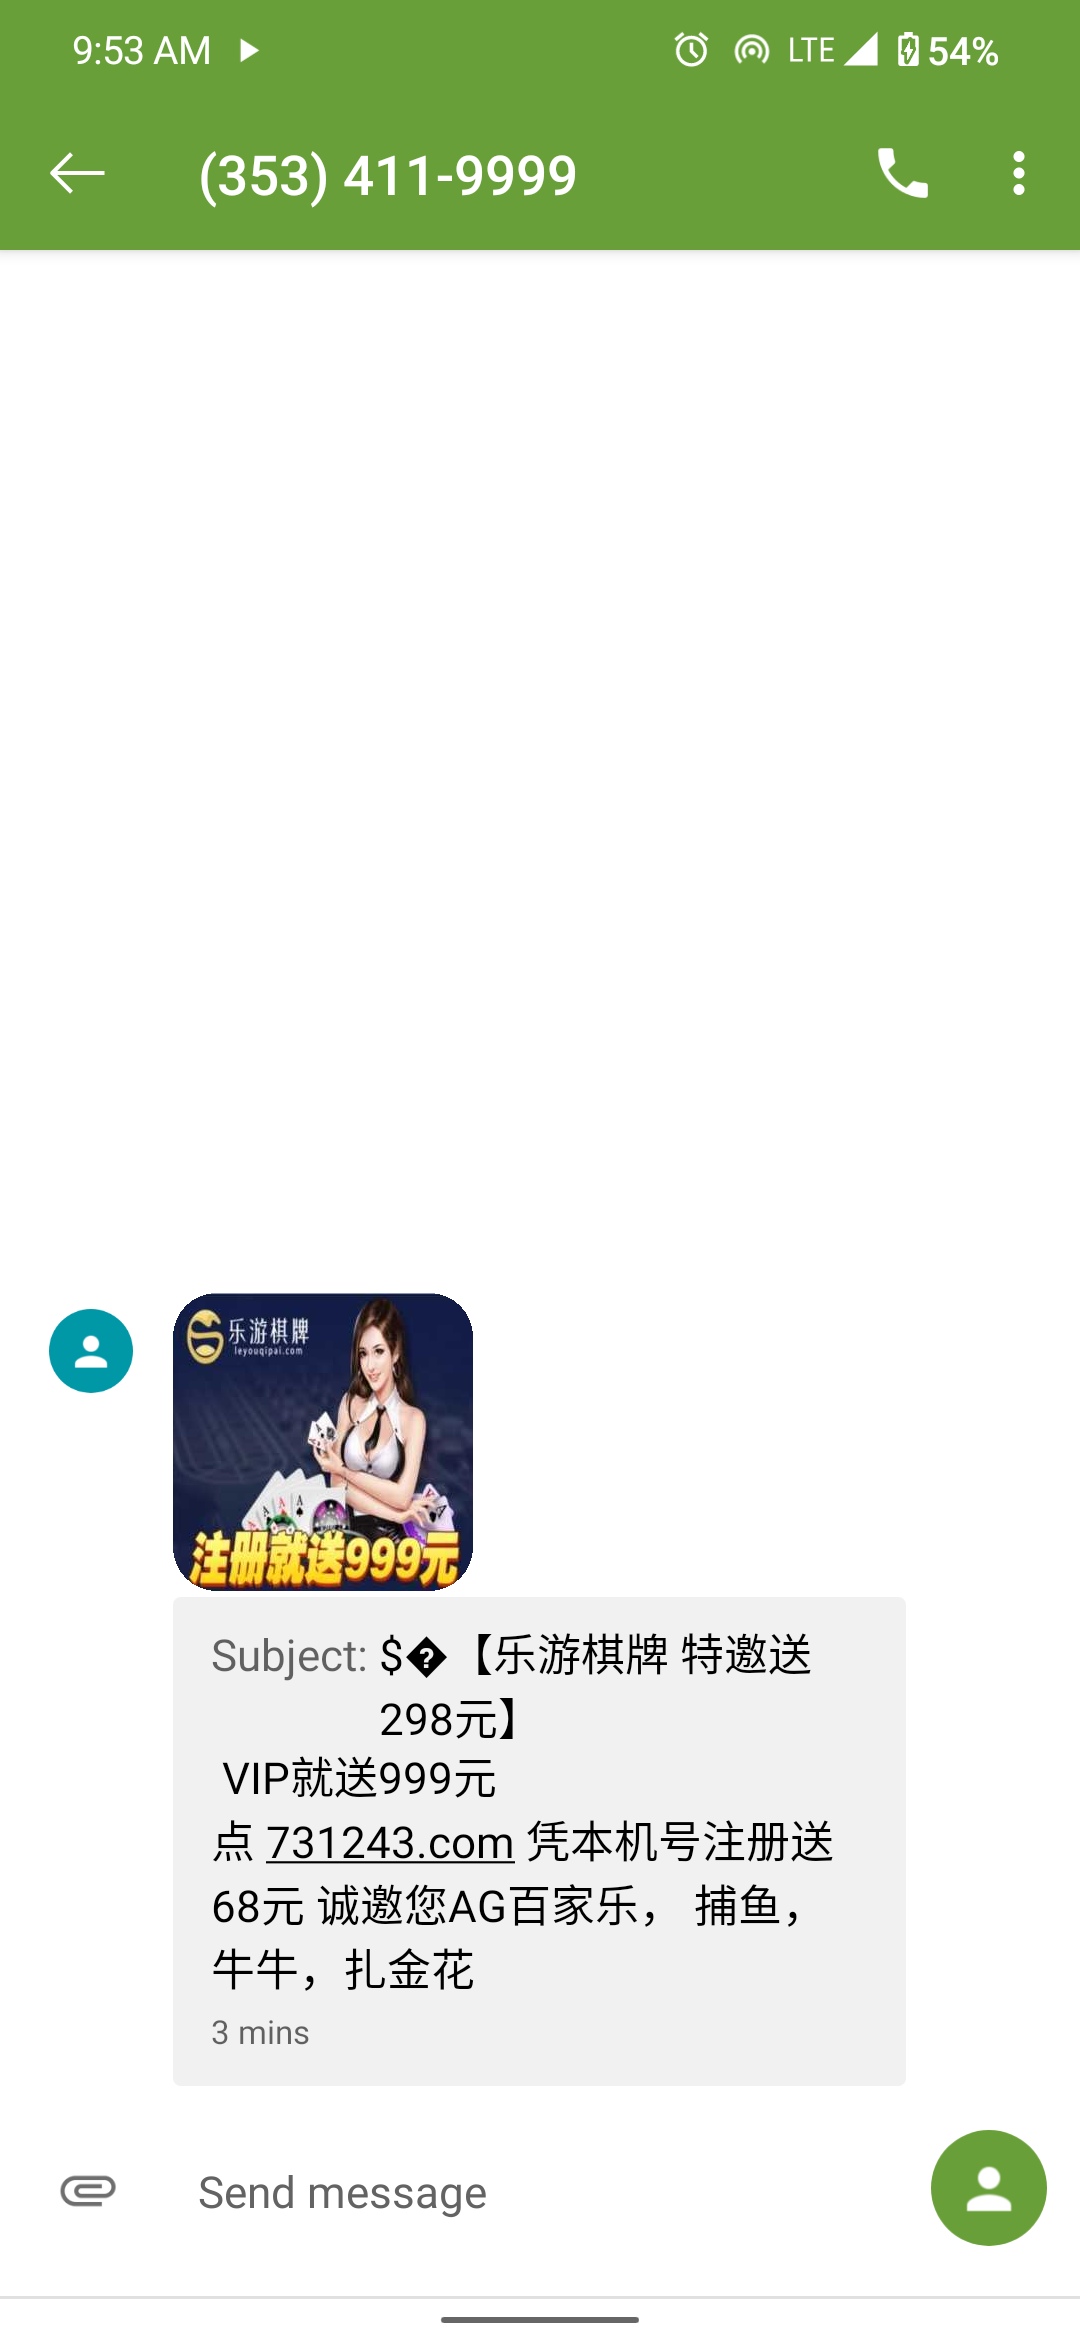 9:53 AM
LTE 54%
(353) 411-9999
乐游棋牌
leyouqipai.com
注册就送999元
Subject: $�【乐游棋牌 特邀送
298元】
VIP就送999元
点 731243.com 凭本机号注册送
68元 诚邀您AG百家乐， 捕鱼，
牛牛，扎金花
3 mins
Send message